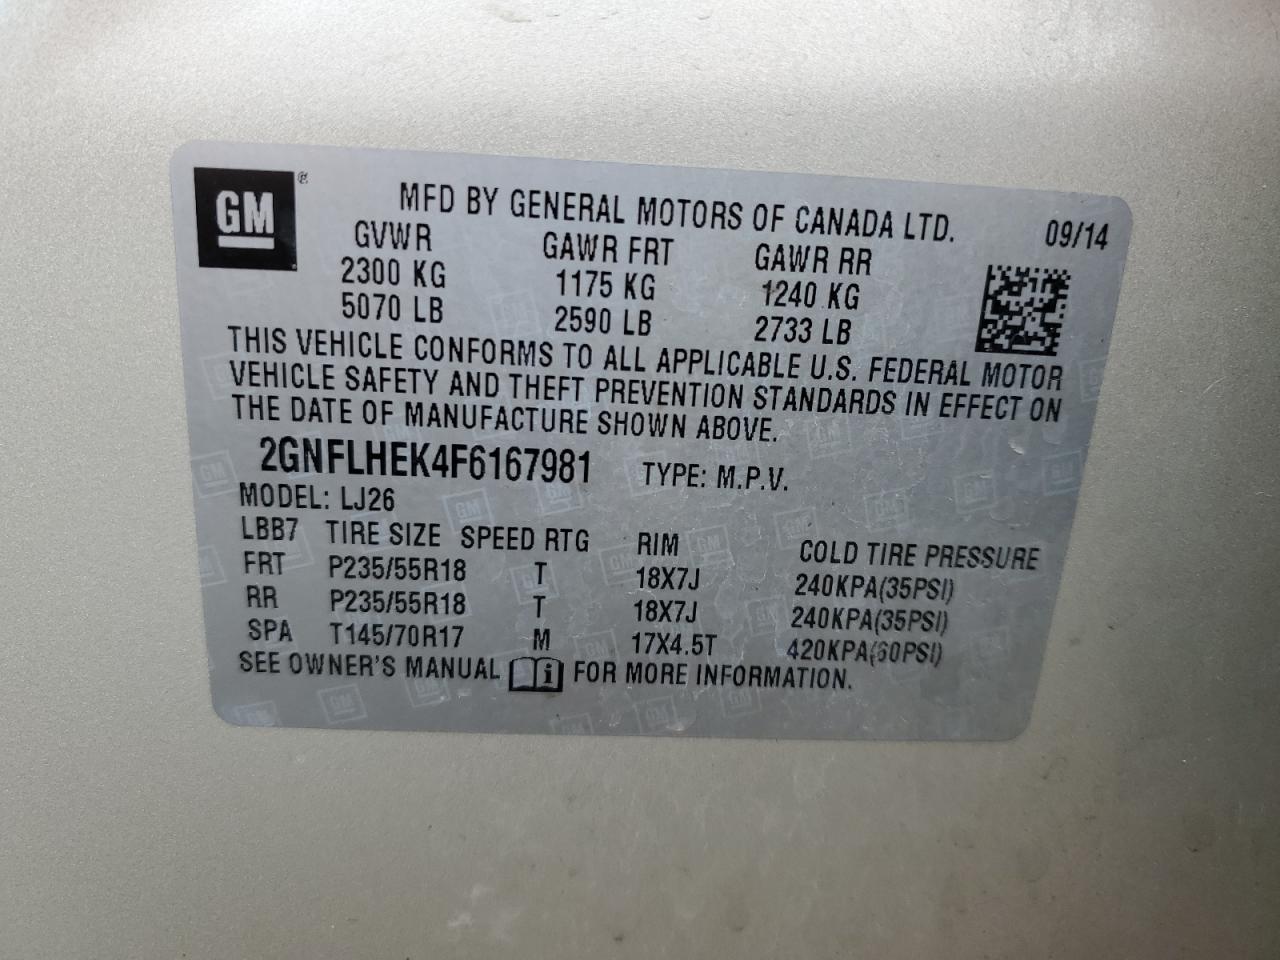 GM ®
MFD BY GENERAL MOTORS OF CANADA LTD. 09/14
GVWR GAWR FRT GAWR RR
2300 KG 1175 KG 1240 KG
5070 LB 2590 LB 2733 LB
THIS VEHICLE CONFORMS TO ALL APPLICABLE U.S. FEDERAL MOTOR
VEHICLE SAFETY AND THEFT PREVENTION STANDARDS IN EFFECT ON
THE DATE OF MANUFACTURE SHOWN ABOVE.
2GNFLHEK4F6167981 TYPE: M.P.V.
MODEL: LJ26
LBB7 TIRE SIZE SPEED RTG RIM COLD TIRE PRESSURE
FRT P235/55R18 T 18X7J 240KPA(35PSI)
RR P235/55R18 T 18X7J 240KPA(35PSI)
SPA T145/70R17 M 17X4.5T 420KPA(60PSI)
SEE OWNER'S MANUAL i FOR MORE INFORMATION.